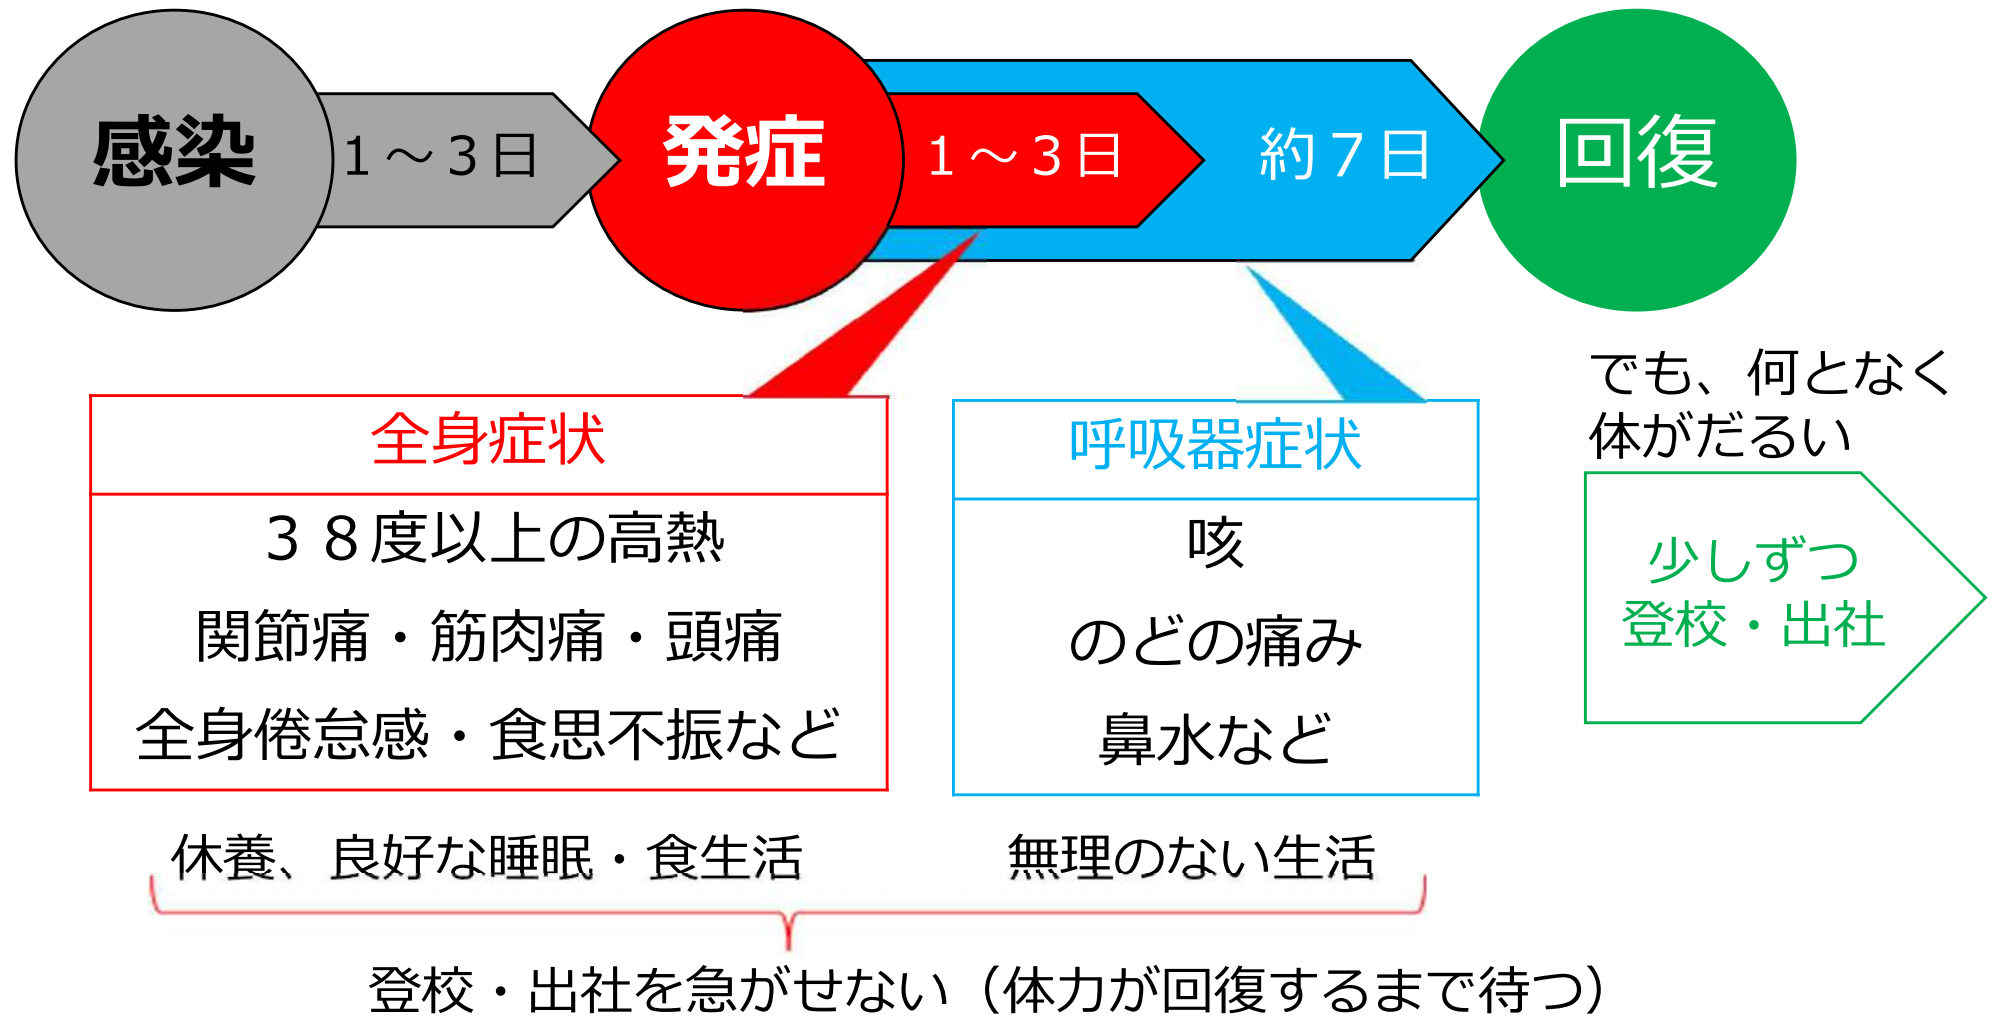 感染
１～３日
発症
１～３日
約７日
回復
全身症状
３８度以上の高熱
関節痛・筋肉痛・頭痛
全身倦怠感・食思不振など
呼吸器症状
咳
のどの痛み
鼻水など
でも、何となく
体がだるい
少しずつ
登校・出社
休養、良好な睡眠・食生活
無理のない生活
登校・出社を急がせない（体力が回復するまで待つ）